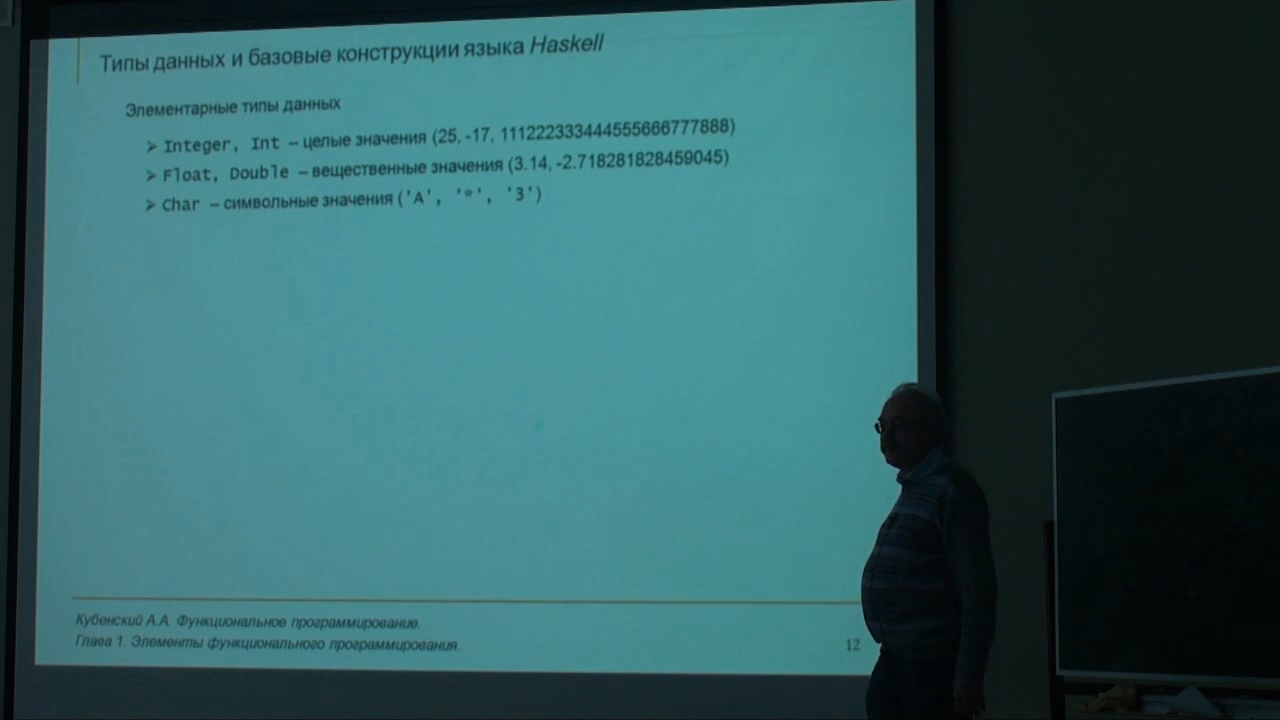 Типы данных и базовые конструкции языка Haskell
Элементарные типы данных
➢ Integer, Int – целые значения (25, -17, 111222333444555666777888)
➢ Float, Double – вещественные значения (3.14, -2.718281828459045)
➢ Char – символьные значения ('A', '*', '3')
Кубенский А.А. Функциональное программирование.
Глава 1. Элементы функционального программирования.
12